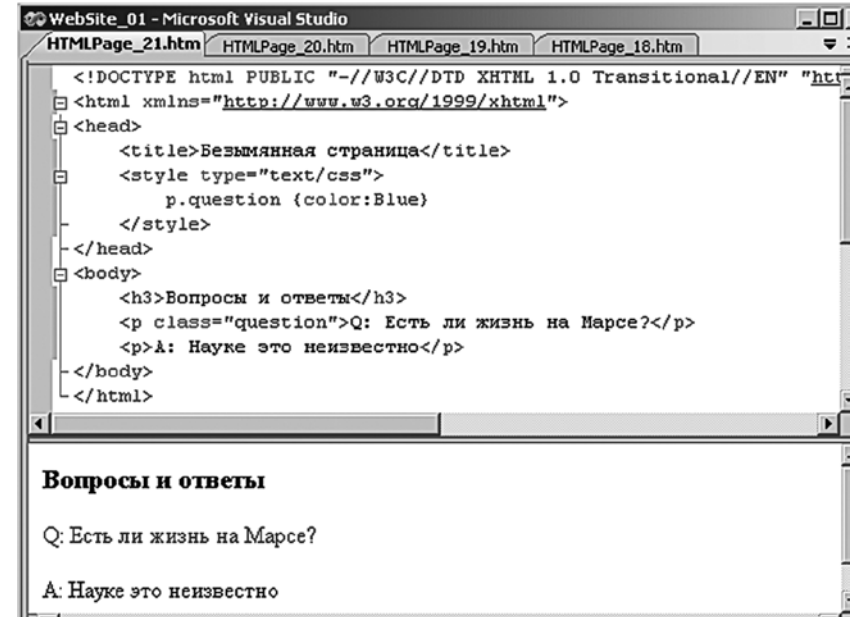 WebSite_01 - Microsoft Visual Studio
HTMLPage_21.htm HTMLPage_20.htm HTMLPage_19.htm HTMLPage_18.htm
<!DOCTYPE html PUBLIC "-//W3C//DTD XHTML 1.0 Transitional//EN" "htt
<html xmlns="http://www.w3.org/1999/xhtml">
<head>
<title>Безымянная страница</title>
<style type="text/css">
p.question {color:Blue}
</style>
</head>
<body>
<h3>Вопросы и ответы</h3>
<p class="question">Q: Есть ли жизнь на Марсе?</p>
<p>A: Науке это неизвестно</p>
</body>
</html>
Вопросы и ответы
Q: Есть ли жизнь на Марсе?
A: Науке это неизвестно